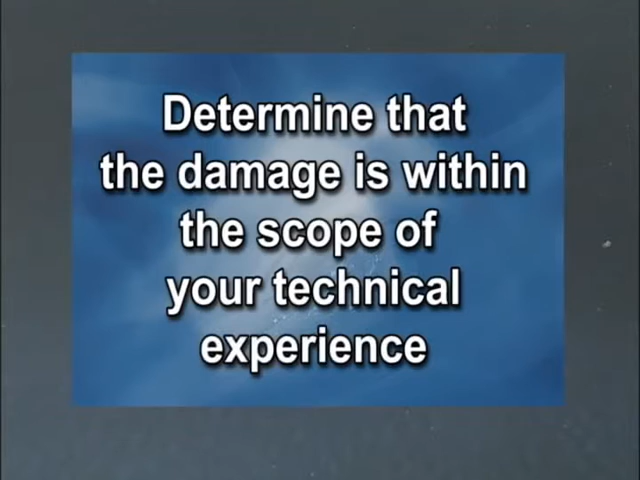 Determine that
the damage is within
the scope of
your technical
experience